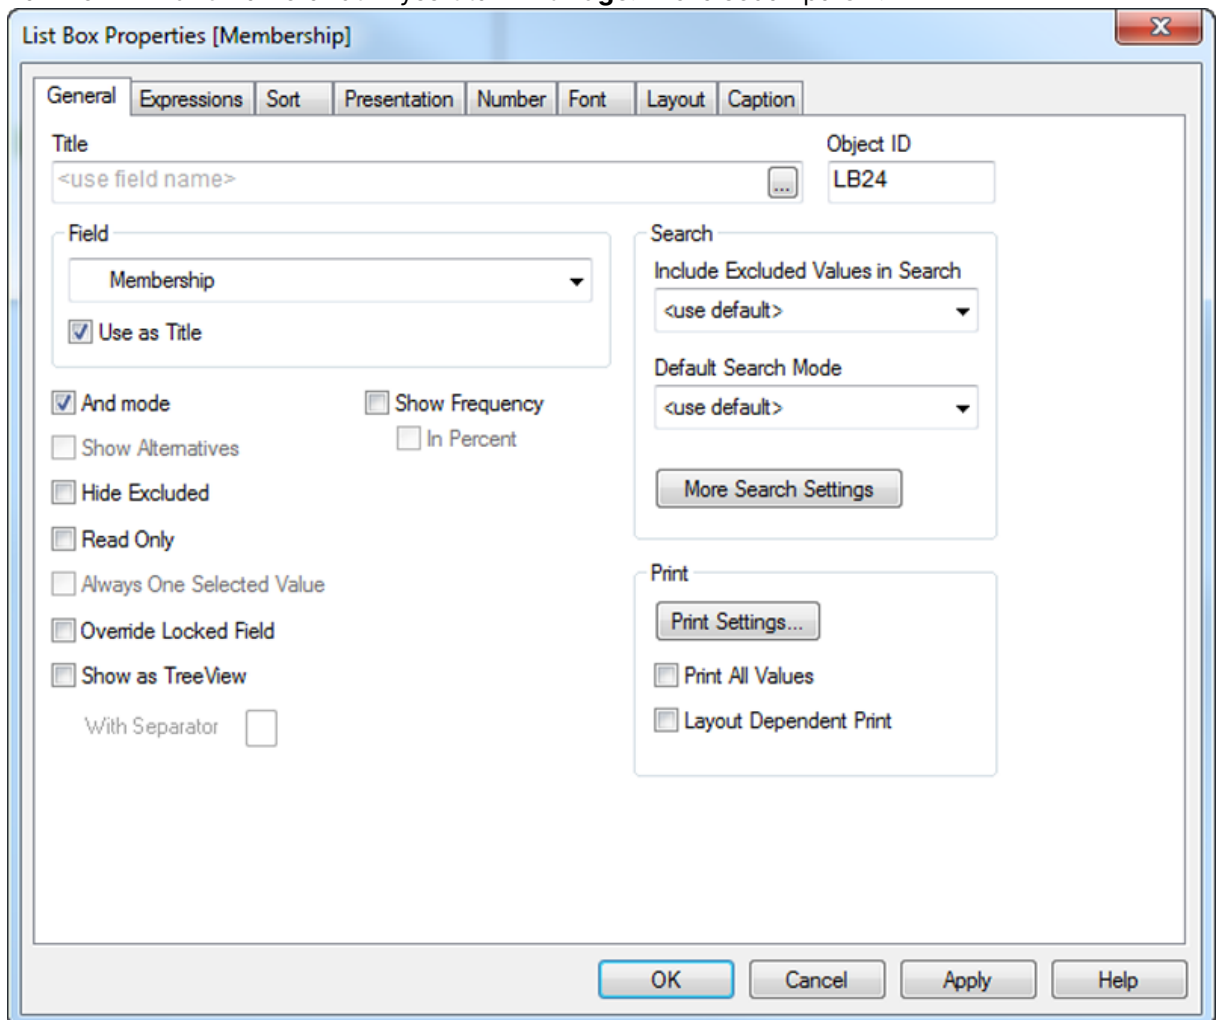 List Box Properties [Membership]
General Expressions Sort Presentation Number Font Layout Caption
Title
<use field name>
...
Object ID
LB24
Field
Membership
Use as Title
And mode
Show Alternatives
Hide Excluded
Read Only
Always One Selected Value
Override Locked Field
Show as TreeView
With Separator
Show Frequency
In Percent
Search
Include Excluded Values in Search
<use default>
Default Search Mode
<use default>
More Search Settings
Print
Print Settings...
Print All Values
Layout Dependent Print
OK Cancel Apply Help